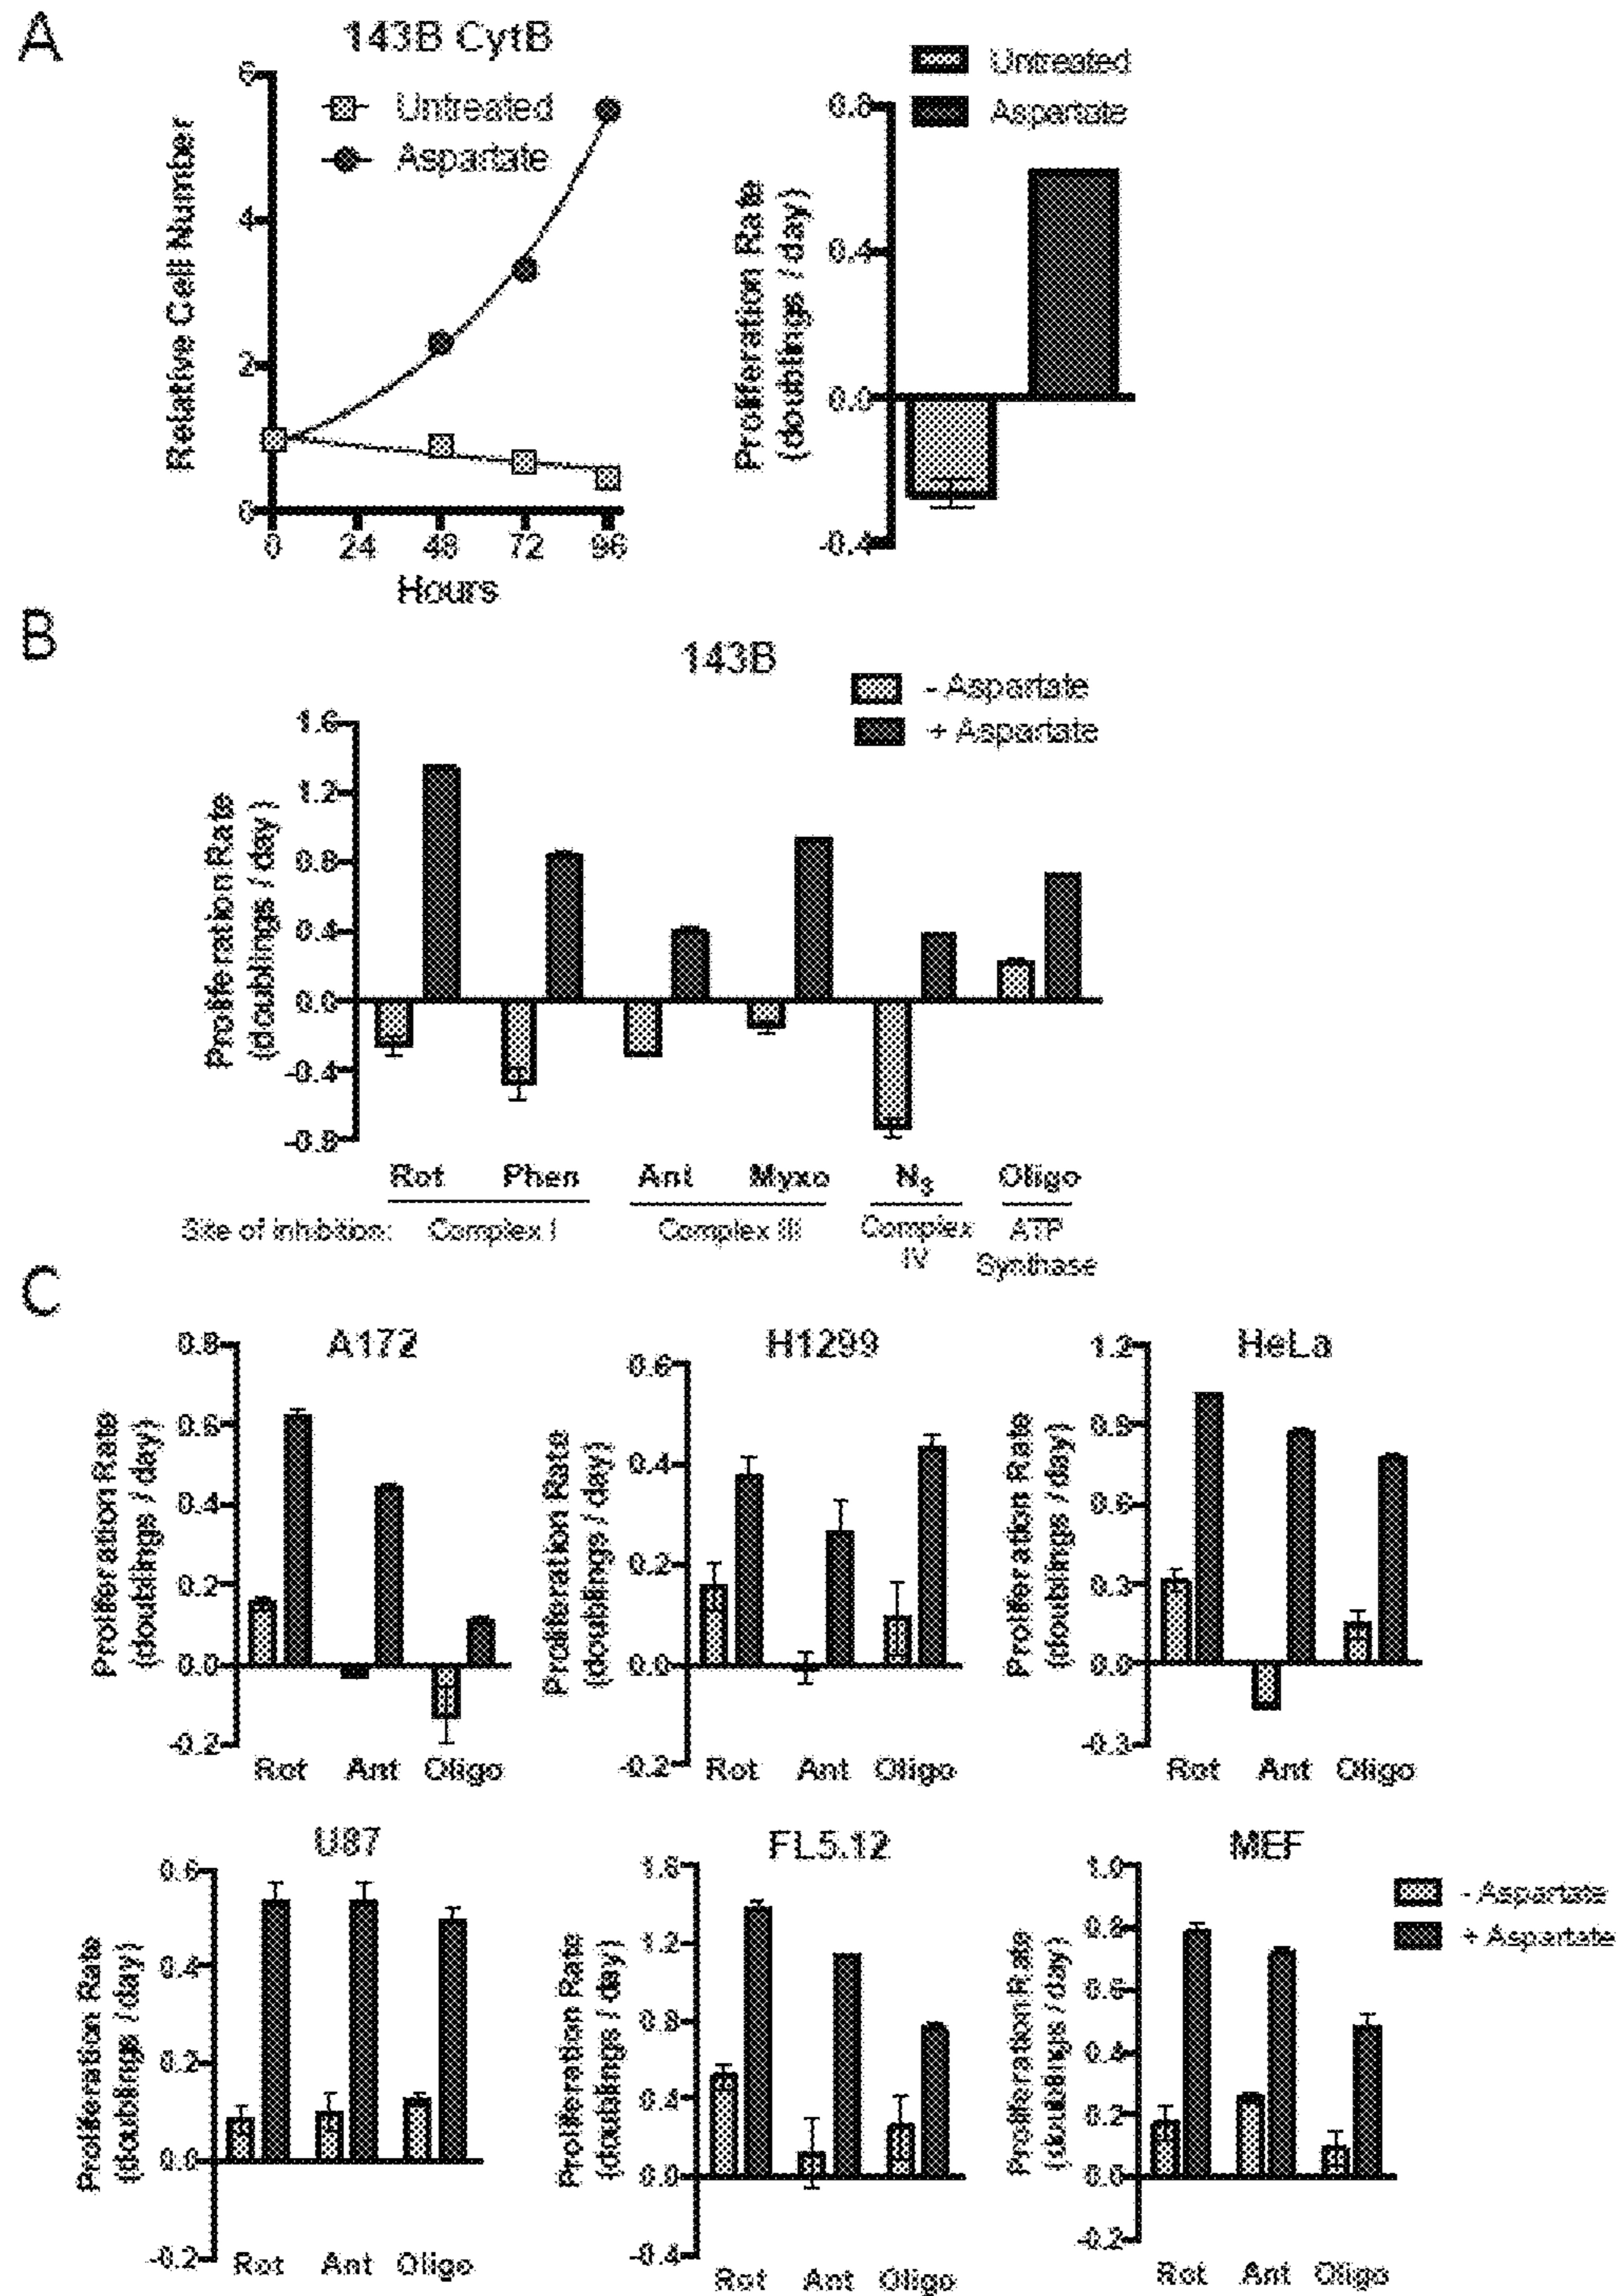 A
143B CytB
Untreated
Aspartate
Relative Cell Number
6
4
2
0
0 24 48 72 96
Hours
Untreated
Aspartate
Proliferation Rate
(doublings / day)
0.8
0.4
0.0
-0.4
B
143B
- Aspartate
+ Aspartate
Proliferation Rate
(doublings / day)
1.6
1.2
0.8
0.4
0.0
-0.4
-0.8
Rot Phen Ant Myxo N3 Oligo
Site of inhibition: Complex I Complex III Complex IV ATP Synthase
C
A172
Proliferation Rate
(doublings / day)
0.8
0.6
0.4
0.2
0.0
-0.2
Rot Ant Oligo
H1299
Proliferation Rate
(doublings / day)
0.6
0.4
0.2
0.0
-0.2
Rot Ant Oligo
HeLa
Proliferation Rate
(doublings / day)
1.2
0.9
0.6
0.3
0.0
-0.3
Rot Ant Oligo
U87
Proliferation Rate
(doublings / day)
0.6
0.4
0.2
0.0
-0.2
Rot Ant Oligo
FL5.12
Proliferation Rate
(doublings / day)
1.6
1.2
0.8
0.4
0.0
-0.4
Rot Ant Oligo
MEF
Proliferation Rate
(doublings / day)
1.0
0.8
0.6
0.4
0.2
0.0
-0.2
Rot Ant Oligo
- Aspartate
+ Aspartate